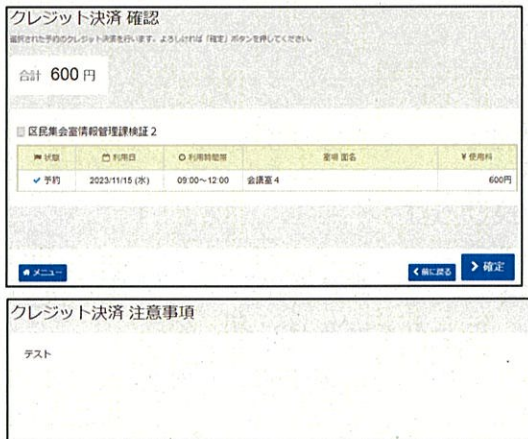 クレジット決済 確認
選択された予約のクレジット決済を行います。よろしければ「確定」ボタンを押してください。
合計 600 円
区民集会室情報管理課検証2
状態 利用日 利用時間帯 室場 面名 ¥ 使用料
予約 2023/11/15 (水) 09:00～12:00 会議室4 600円
メニュー 前に戻る 確定
クレジット決済 注意事項
テスト